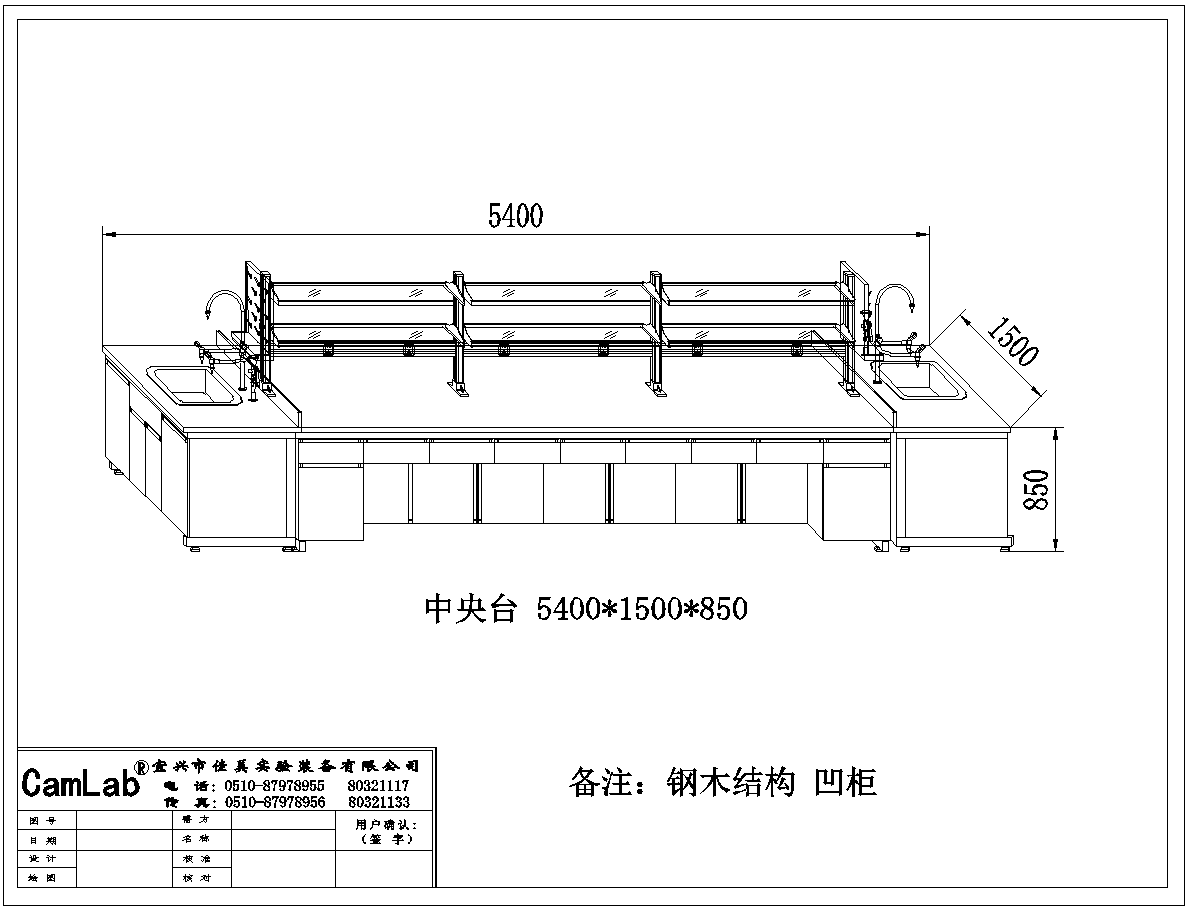 5400
1500
850
中央台 5400*1500*850
备注：钢木结构 凹柜
CamLab® 宜兴市佳真实验装备有限公司
电 话: 0510-87978955 80321117
传 真: 0510-87978956 80321133
图 号
日 期
设 计
绘 图
名 称
核 准
核 对
用户确认:
(签 字)